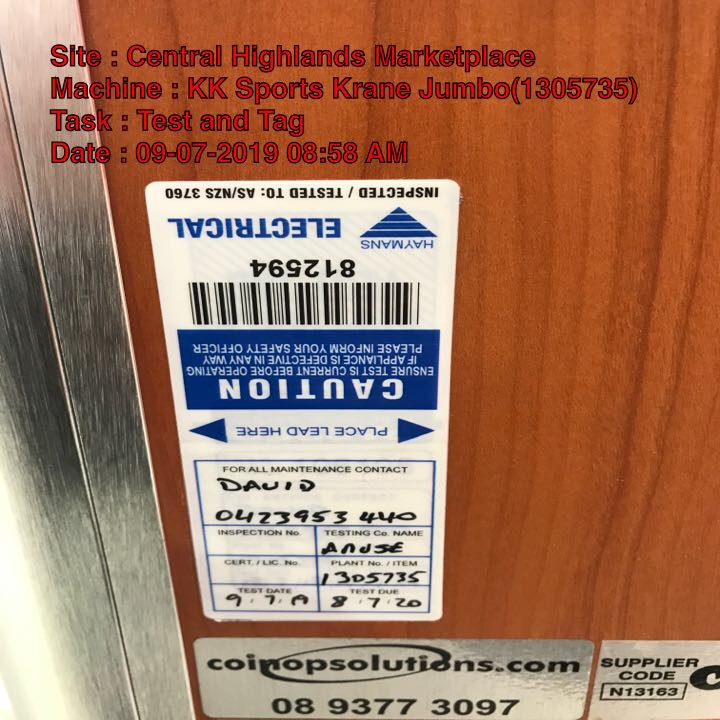 Site : Central Highlands Marketplace
Machine : KK Sports Krane Jumbo(1305735)
Task : Test and Tag
Date : 09-07-2019 08:58 AM
INSPECTED / TESTED TO: AS/NZS 3760
HAYMANS
ELECTRICAL
812594
CAUTION
ENSURE TEST IS CURRENT BEFORE OPERATING
IF APPLIANCE IS DEFECTIVE IN ANY WAY
PLEASE INFORM YOUR SAFETY OFFICER
PLACE LEAD HERE
FOR ALL MAINTENANCE CONTACT
DAVID
0423953 440
INSPECTION No. TESTING Co. NAME
AMUSE
CERT. / LIC. No. PLANT No. / ITEM
1305735
TEST DATE TEST DUE
9.7.19 8.7.20
coinopsolutions.com
08 9377 3097
SUPPLIER
CODE
N13163